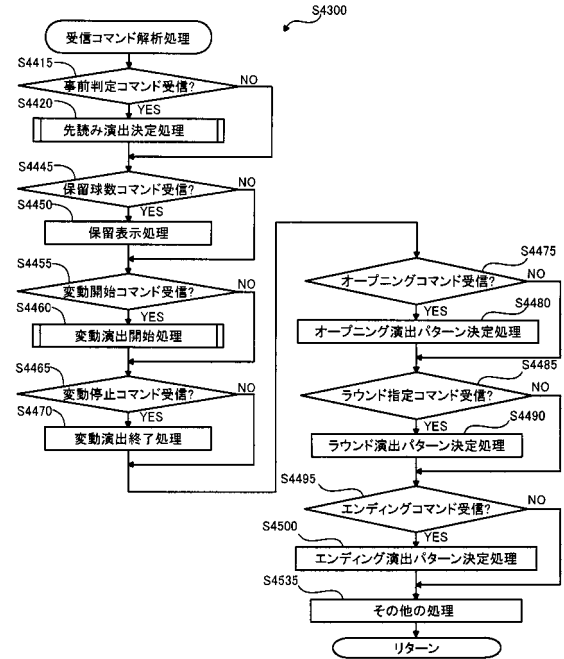 S4300
受信コマンド解析処理
S4415
事前判定コマンド受信?
NO
YES
S4420
先読み演出決定処理
S4445
保留球数コマンド受信?
NO
YES
S4450
保留表示処理
S4455
変動開始コマンド受信?
NO
YES
S4460
変動演出開始処理
S4465
変動停止コマンド受信?
NO
YES
S4470
変動演出終了処理
S4475
オープニングコマンド受信?
NO
YES
S4480
オープニング演出パターン決定処理
S4485
ラウンド指定コマンド受信?
NO
YES
S4490
ラウンド演出パターン決定処理
S4495
エンディングコマンド受信?
NO
YES
S4500
エンディング演出パターン決定処理
S4535
その他の処理
リターン